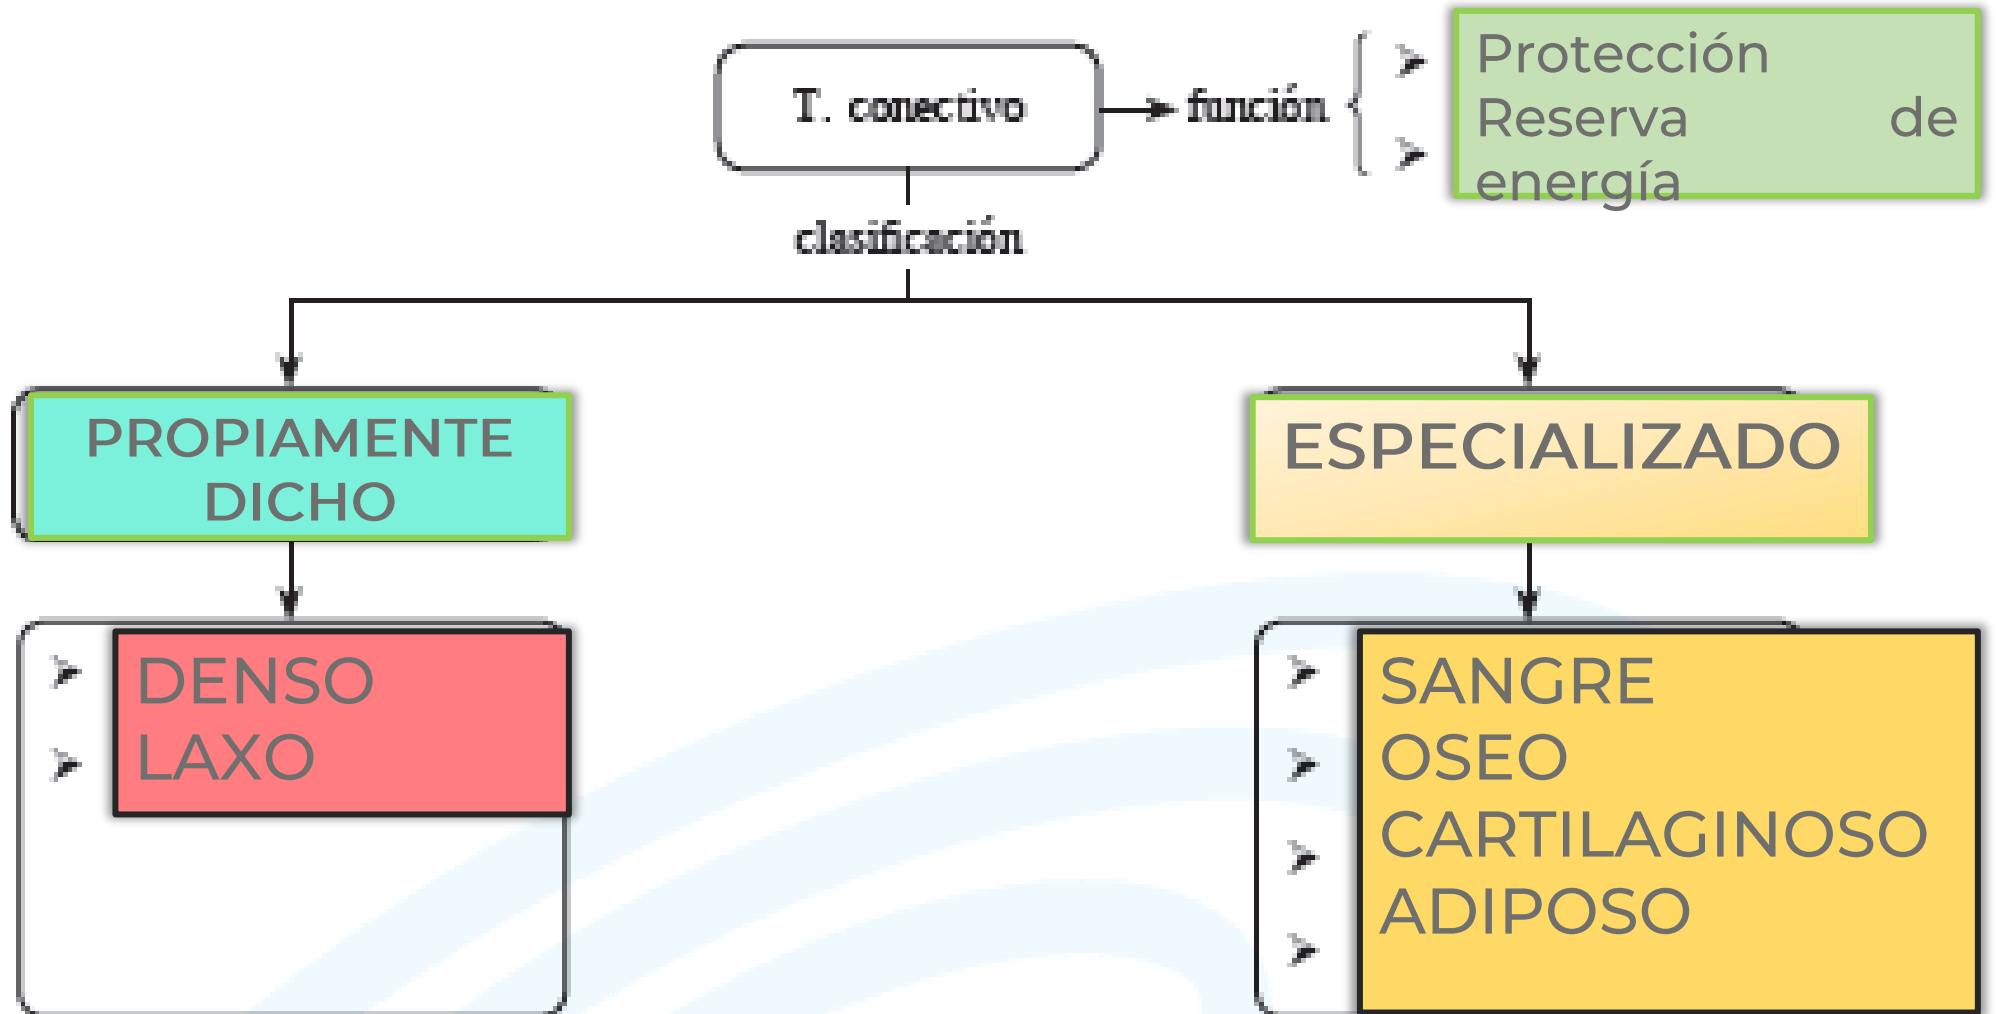 T. conectivo
función
Protección
Reserva de
energía
clasificación
PROPIAMENTE
DICHO
ESPECIALIZADO
DENSO
LAXO
SANGRE
OSEO
CARTILAGINOSO
ADIPOSO